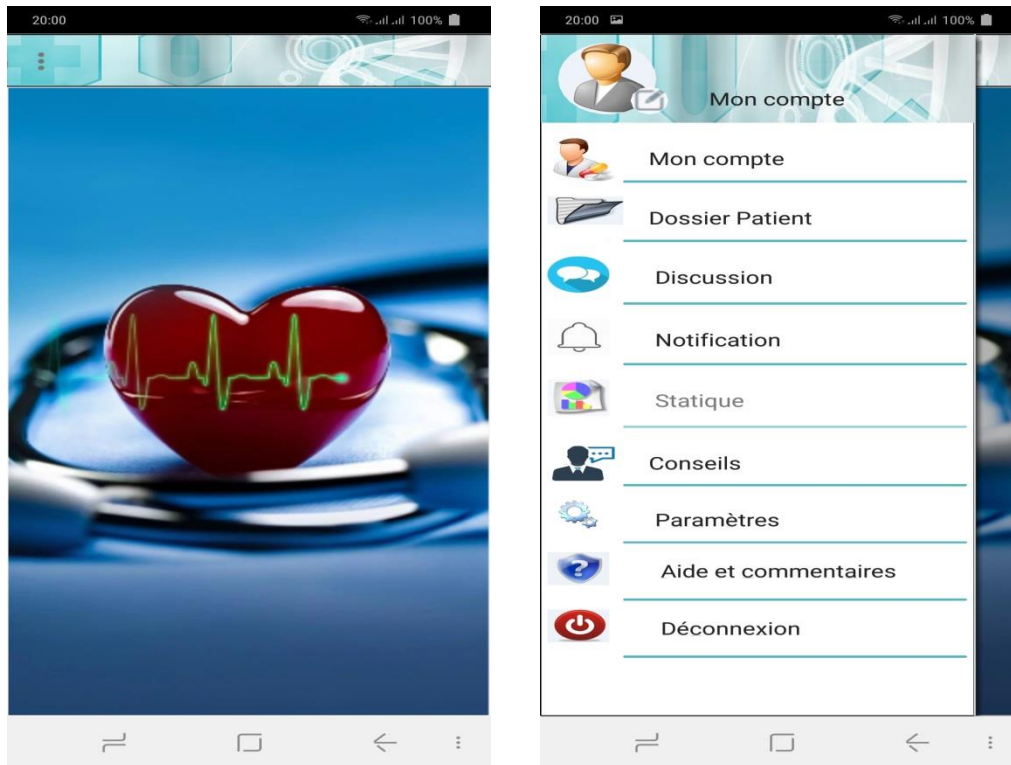 20:00
100%
20:00
100%
Mon compte
Mon compte
Dossier Patient
Discussion
Notification
Statique
Conseils
Paramètres
Aide et commentaires
Déconnexion